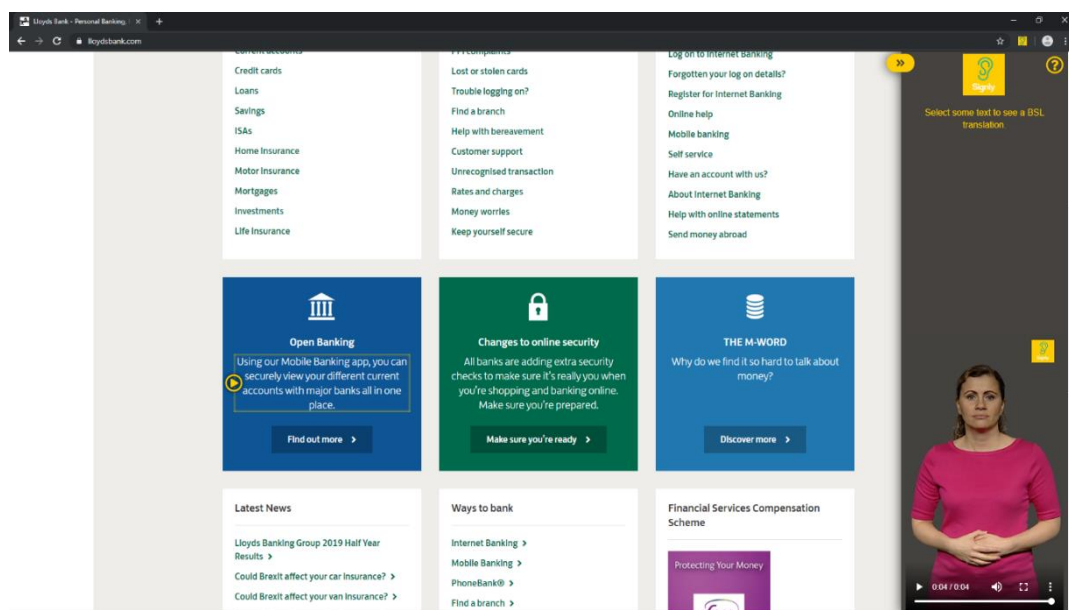 Lloyds Bank - Personal Banking,
lloydsbank.com
Current accounts
Credit cards
Loans
Savings
ISAs
Home Insurance
Motor Insurance
Mortgages
Investments
Life Insurance
PPI complaints
Lost or stolen cards
Trouble logging on?
Find a branch
Help with bereavement
Customer support
Unrecognised transaction
Rates and charges
Money worries
Keep yourself secure
Log on to Internet Banking
Forgotten your log on details?
Register for Internet Banking
Online help
Mobile banking
Self service
Have an account with us?
About Internet Banking
Help with online statements
Send money abroad
Open Banking
Using our Mobile Banking app, you can
securely view your different current
accounts with major banks all in one
place.
Find out more >
Changes to online security
All banks are adding extra security
checks to make sure it's really you when
you're shopping and banking online.
Make sure you're prepared.
Make sure you're ready >
THE M-WORD
Why do we find it so hard to talk about
money?
Discover more >
Latest News
Lloyds Banking Group 2019 Half Year
Results >
Could Brexit affect your car insurance? >
Could Brexit affect your van insurance? >
Ways to bank
Internet Banking >
Mobile Banking >
PhoneBank® >
Find a branch >
Financial Services Compensation
Scheme
Protecting Your Money
»
Signly
?
Select some text to see a BSL
translation
Signly
0:04 / 0:04